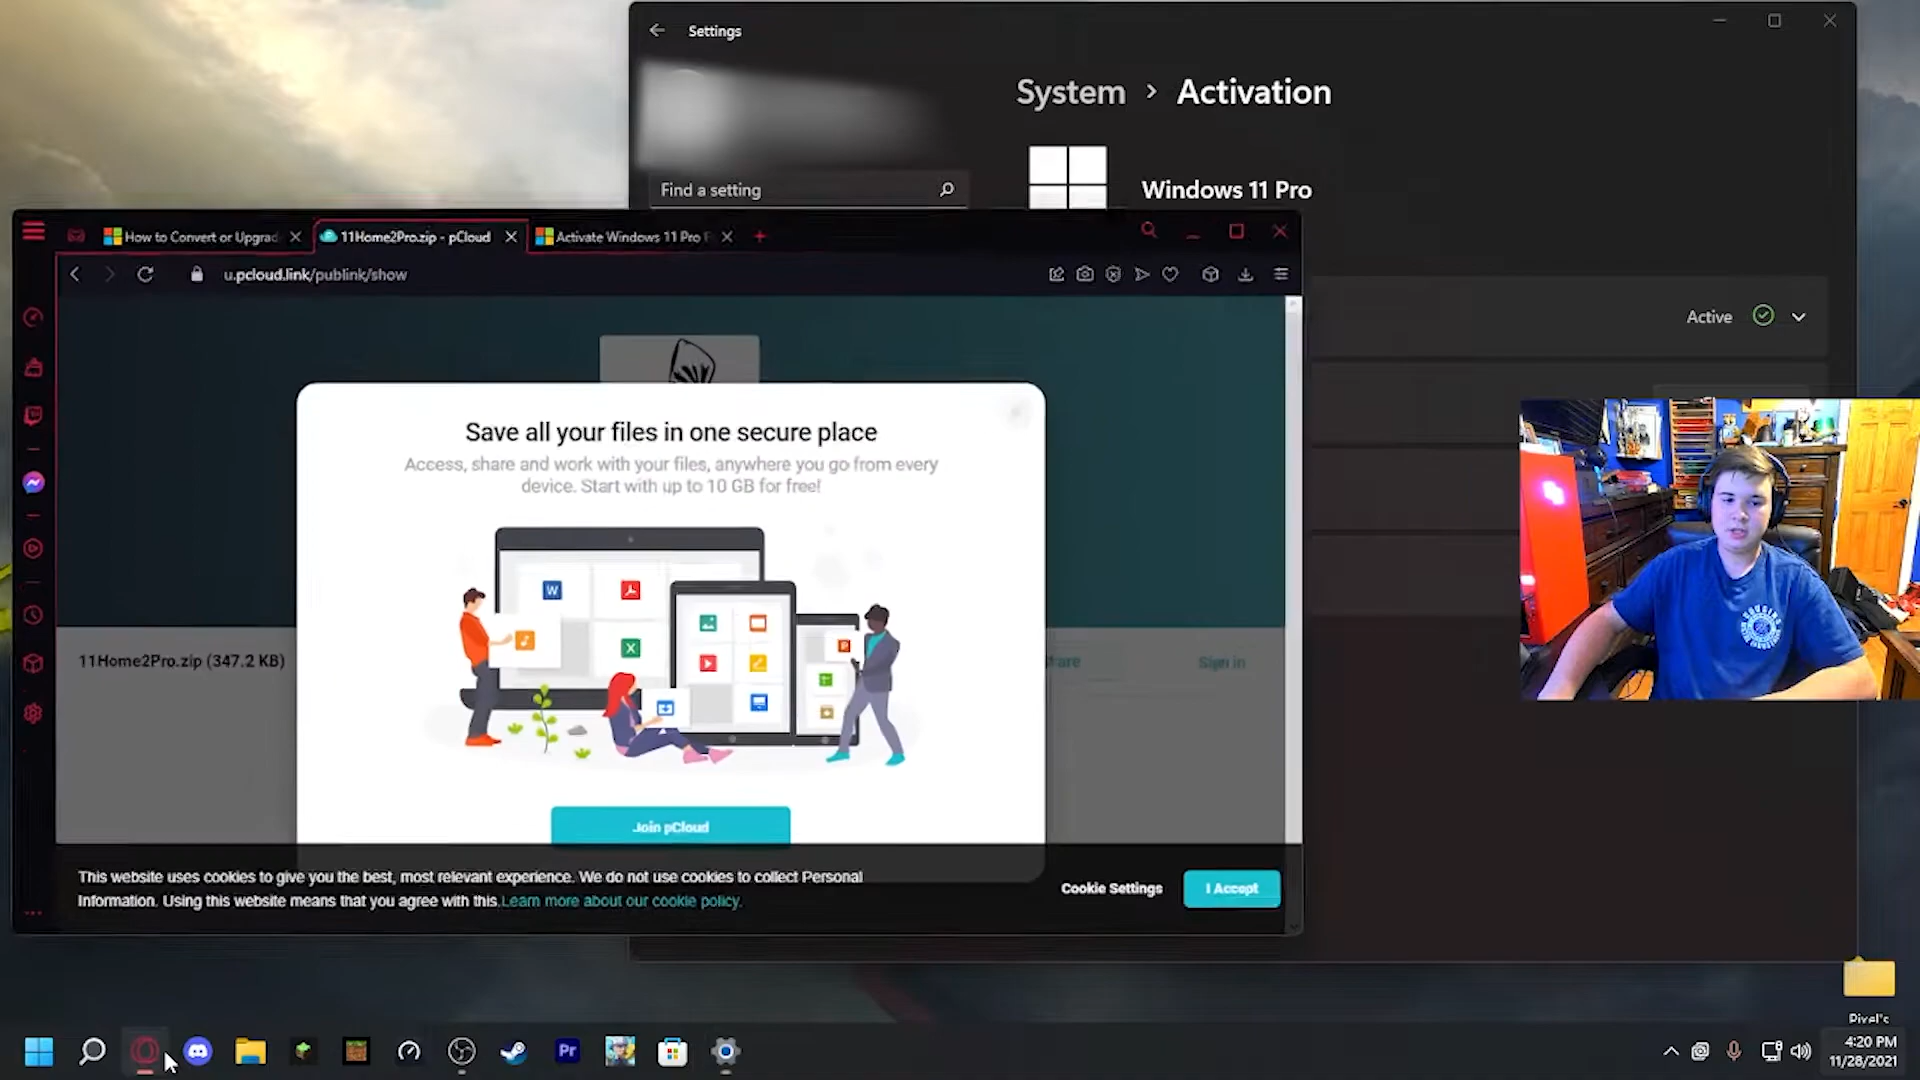 Settings
System > Activation
Find a setting
Windows 11 Pro
How to Convert or Upgrad
11Home2Pro.zip - pCloud
Activate Windows 11 Pro F
u.pcloud.link/publink/show
Active
Save all your files in one secure place
Access, share and work with your files, anywhere you go from every
device. Start with up to 10 GB for free!
W
X
P
11Home2Pro.zip (347.2 KB)
Sign in
Join pCloud
This website uses cookies to give you the best, most relevant experience. We do not use cookies to collect Personal
Information. Using this website means that you agree with this. Learn more about our cookie policy.
Cookie Settings
I Accept
Pixel's
Pr
4:20 PM
11/28/2021